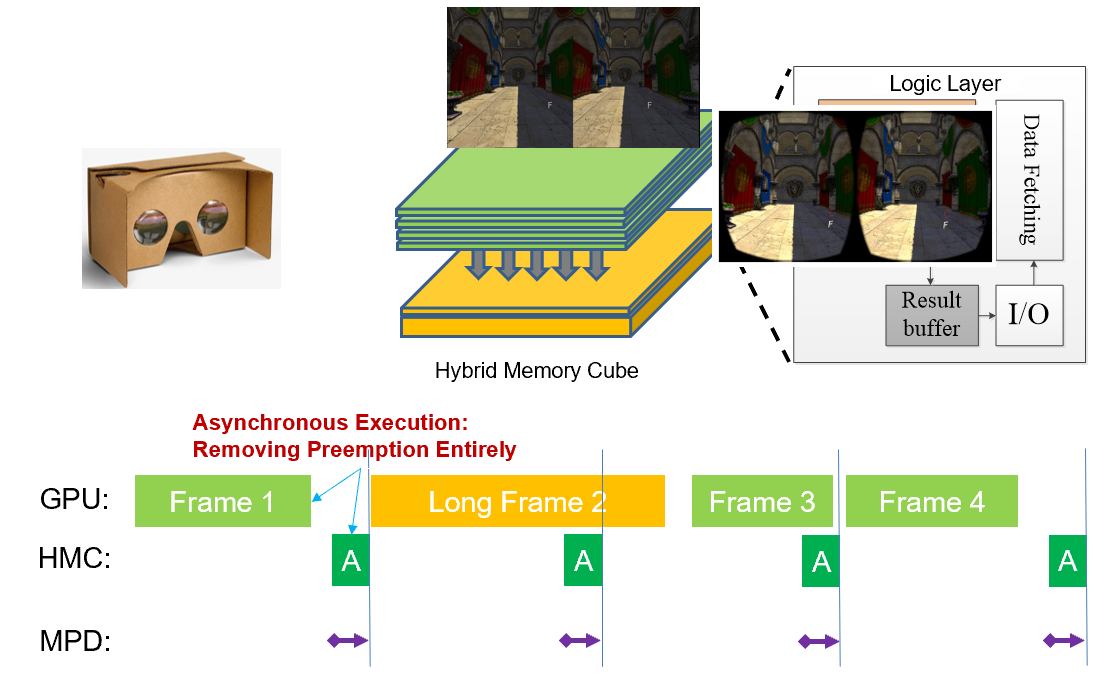 Logic Layer
F
F
F
F
Data Fetching
Result
buffer
I/O
Hybrid Memory Cube
Asynchronous Execution:
Removing Preemption Entirely
GPU:
Frame 1
Long Frame 2
Frame 3
Frame 4
HMC:
A
A
A
A
MPD: